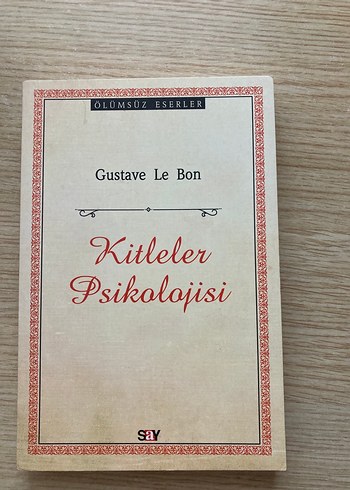 ÖLÜMSÜZ ESERLER
Gustave Le Bon
Kitleler
Psikolojisi
say